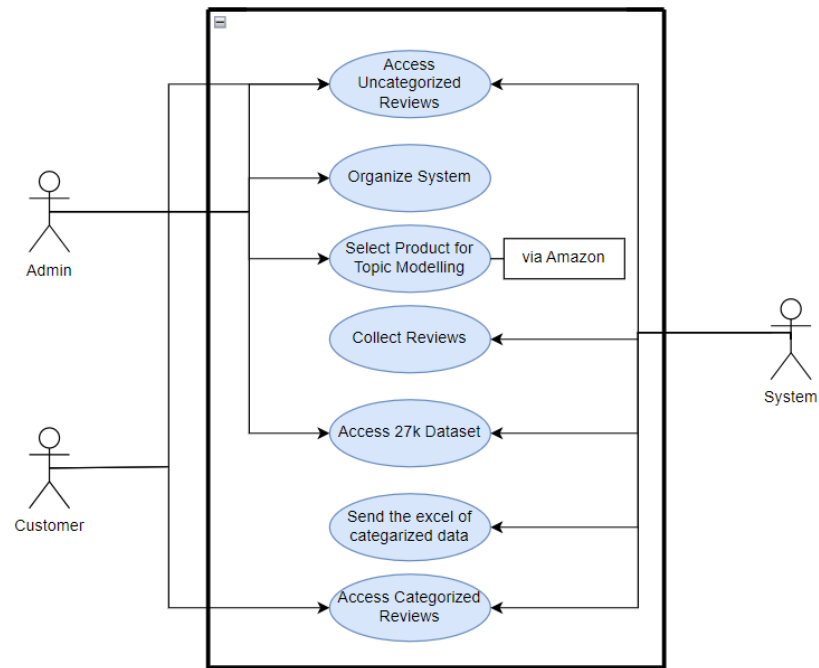 Access
Uncategorized
Reviews
Organize System
Select Product for
Topic Modelling
via Amazon
Admin
Collect Reviews
System
Access 27k Dataset
Customer
Send the excel of
categarized data
Access Categorized
Reviews